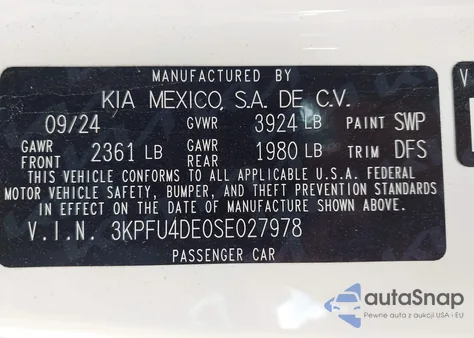 MANUFACTURED BY
KIA MEXICO, S.A. DE C.V.
09/24 GVWR 3924 LB PAINT SWP
GAWR FRONT 2361 LB GAWR REAR 1980 LB TRIM DFS
THIS VEHICLE CONFORMS TO ALL APPLICABLE U.S.A. FEDERAL
MOTOR VEHICLE SAFETY, BUMPER, AND THEFT PREVENTION STANDARDS
IN EFFECT ON THE DATE OF MANUFACTURE SHOWN ABOVE.
V.I.N. 3KPFU4DE0SE027978
PASSENGER CAR
V
autoSnap
Pewne auta z aukcji USA i EU